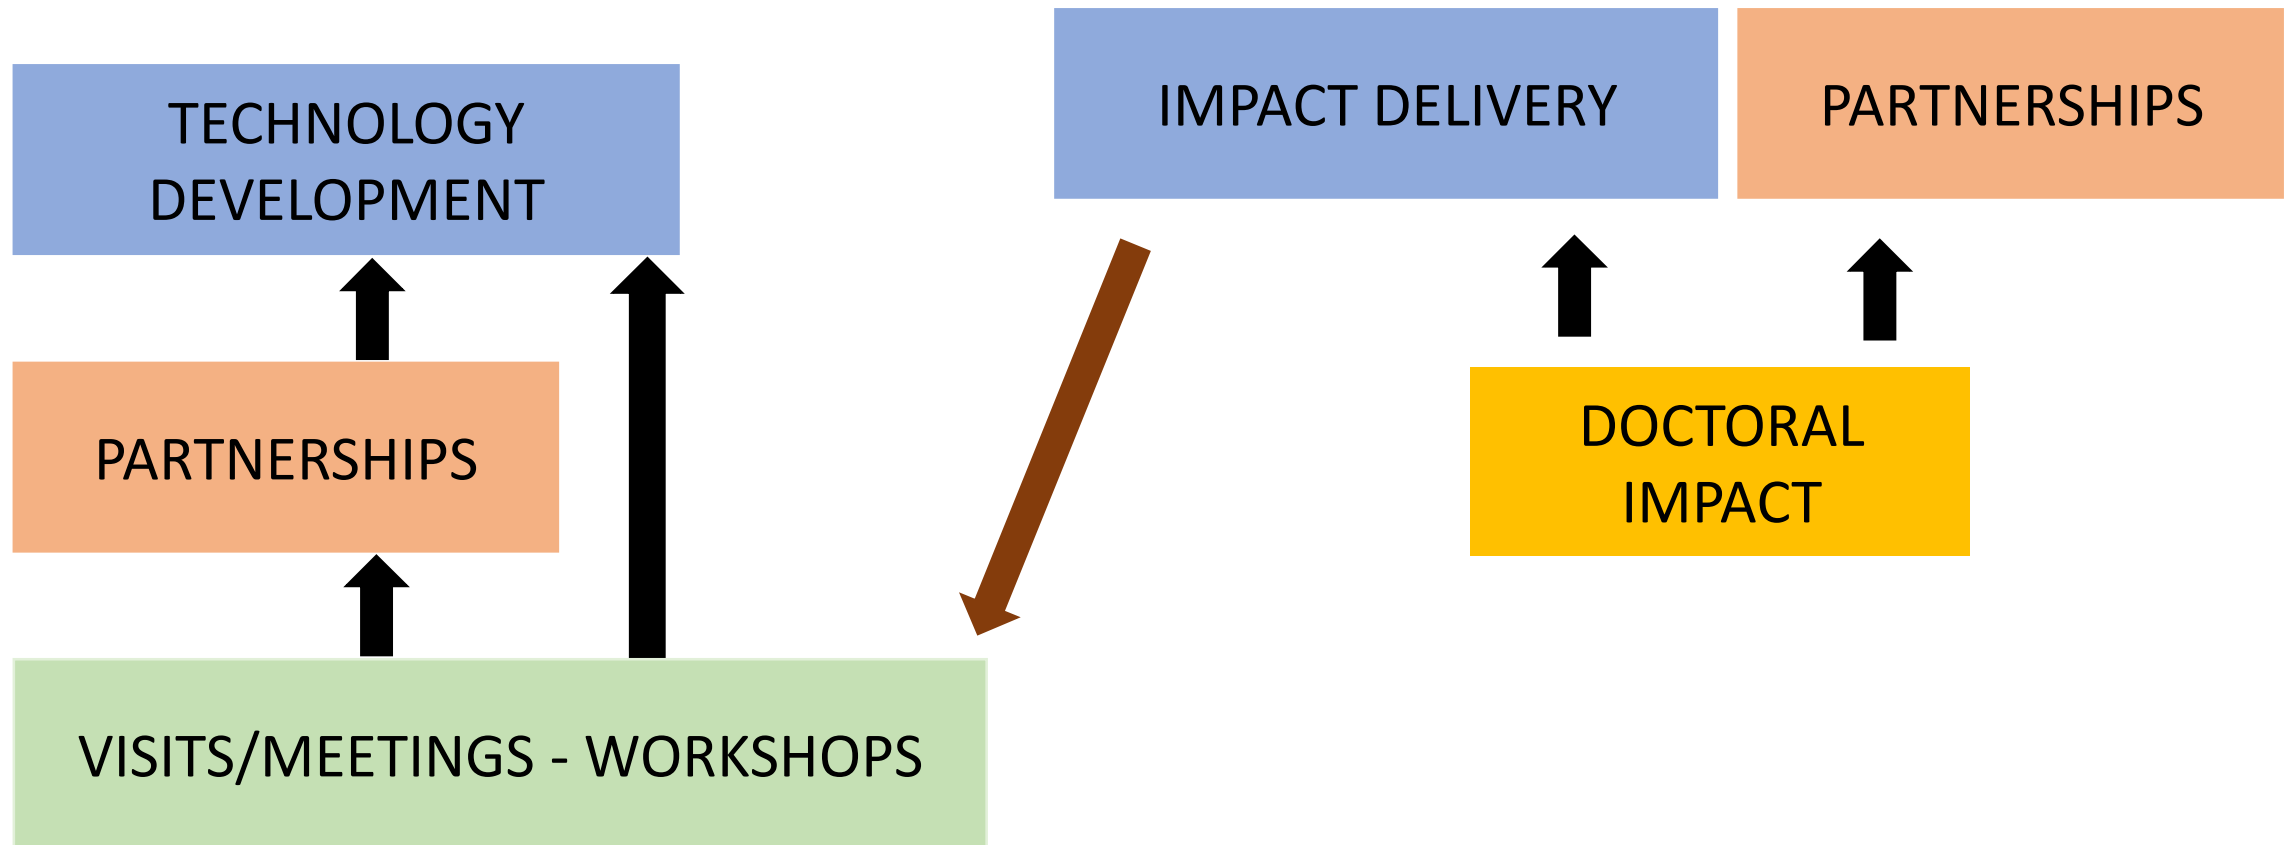 TECHNOLOGY
DEVELOPMENT
PARTNERSHIPS
VISITS/MEETINGS - WORKSHOPS
IMPACT DELIVERY
PARTNERSHIPS
DOCTORAL
IMPACT